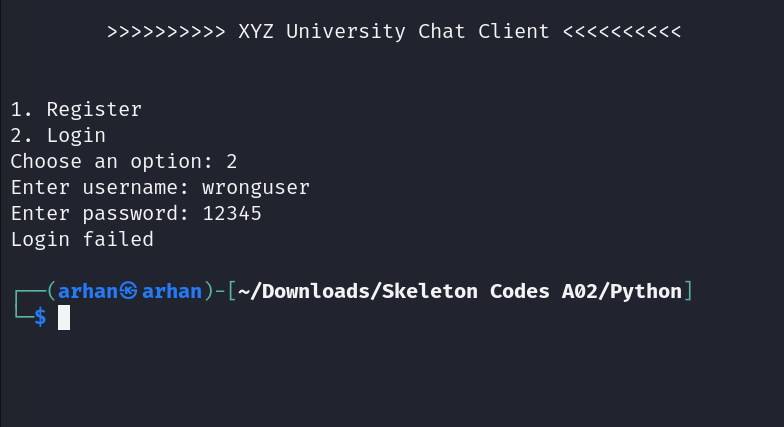 >>>>>>>>>> XYZ University Chat Client <<<<<<<<<<
1. Register
2. Login
Choose an option: 2
Enter username: wronguser
Enter password: 12345
Login failed
┌──(arhan㉿arhan)-[~/Downloads/Skeleton Codes A02/Python]
└─$